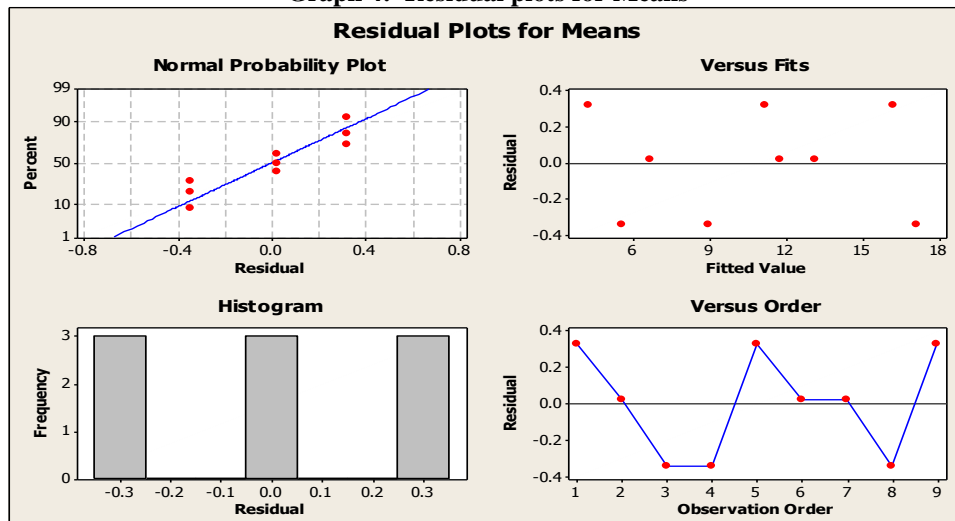 Residual Plots for Means
Normal Probability Plot
99
90
50
10
1
Percent
-0.8 -0.4 0.0 0.4 0.8
Residual
Versus Fits
0.4
0.2
0.0
-0.2
-0.4
Residual
6 9 12 15 18
Fitted Value
Histogram
3
2
1
0
Frequency
-0.3 -0.2 -0.1 0.0 0.1 0.2 0.3
Residual
Versus Order
0.4
0.2
0.0
-0.2
-0.4
Residual
1 2 3 4 5 6 7 8 9
Observation Order